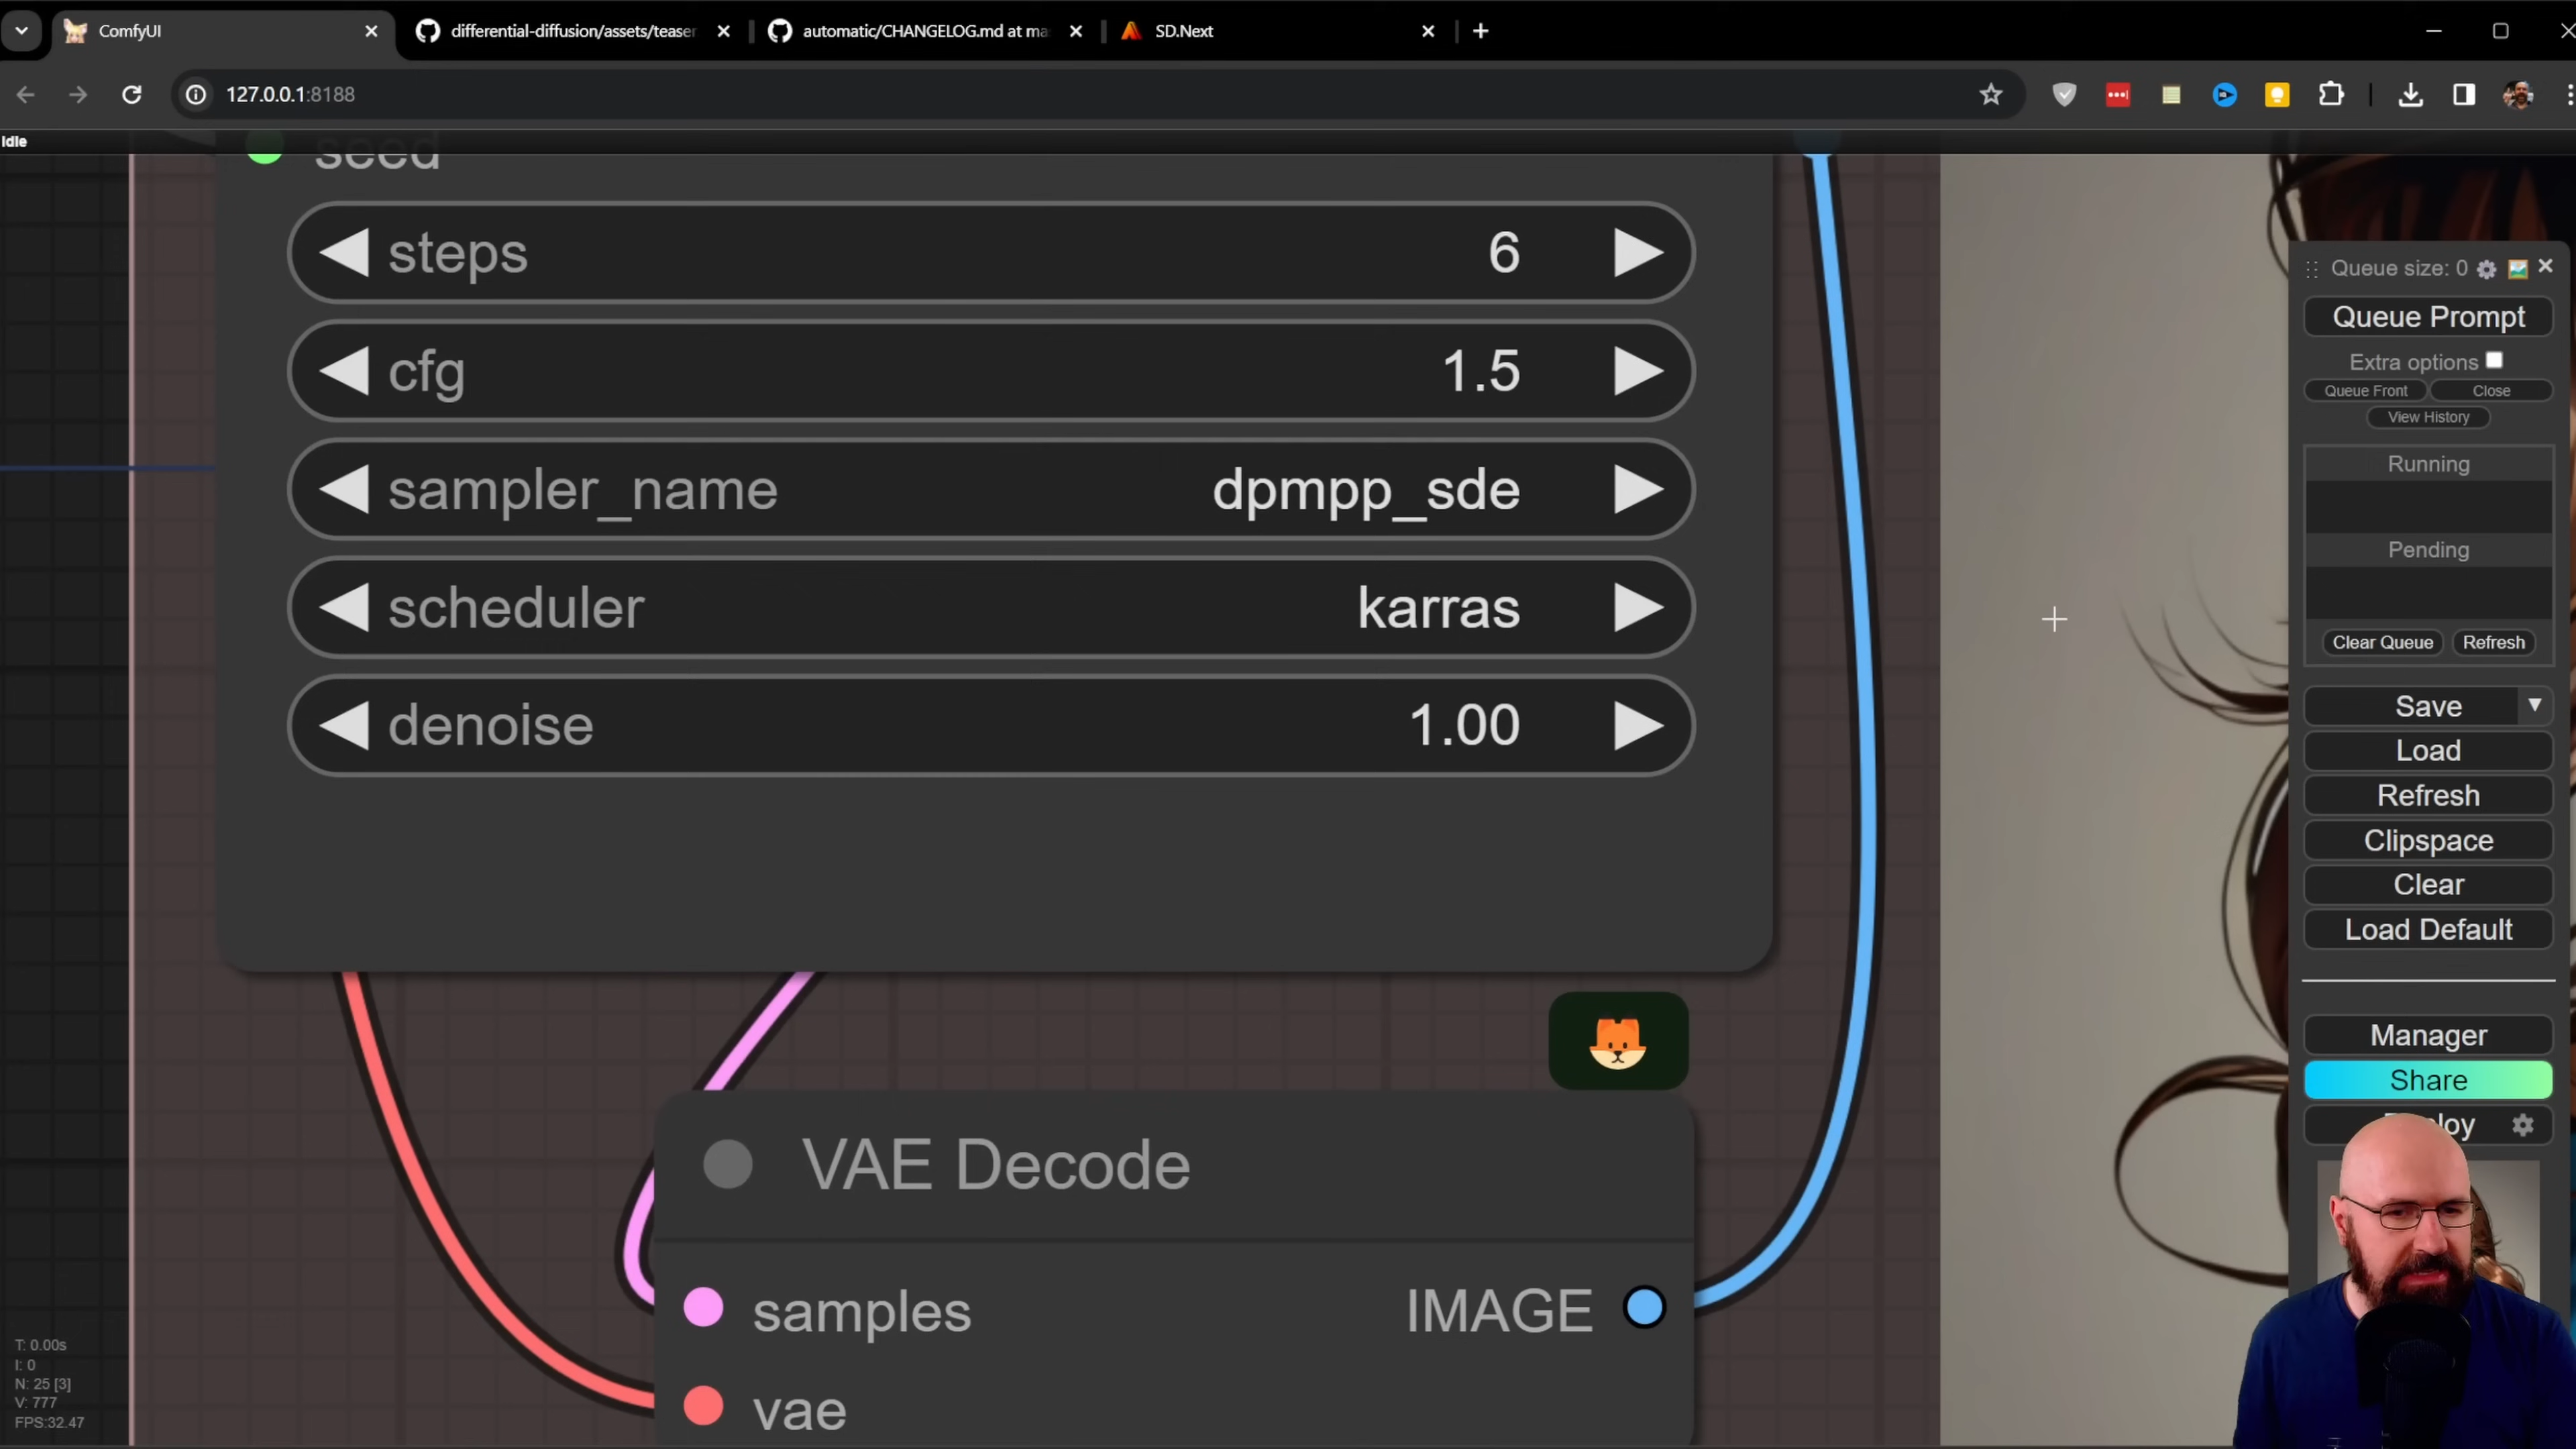 ComfyUI
differential-diffusion/assets/teaser
automatic/CHANGELOG.md at ma
SD.Next
127.0.0.1:8188
Idle
seed
steps 6
cfg 1.5
sampler_name dpmpp_sde
scheduler karras
denoise 1.00
VAE Decode
samples IMAGE
vae
Queue size: 0
Queue Prompt
Extra options
Queue Front Close
View History
Running
Pending
Clear Queue Refresh
Save
Load
Refresh
Clipspace
Clear
Load Default
Manager
Share
T: 0.00s
I: 0
N: 25 [3]
V: 777
FPS:32.47